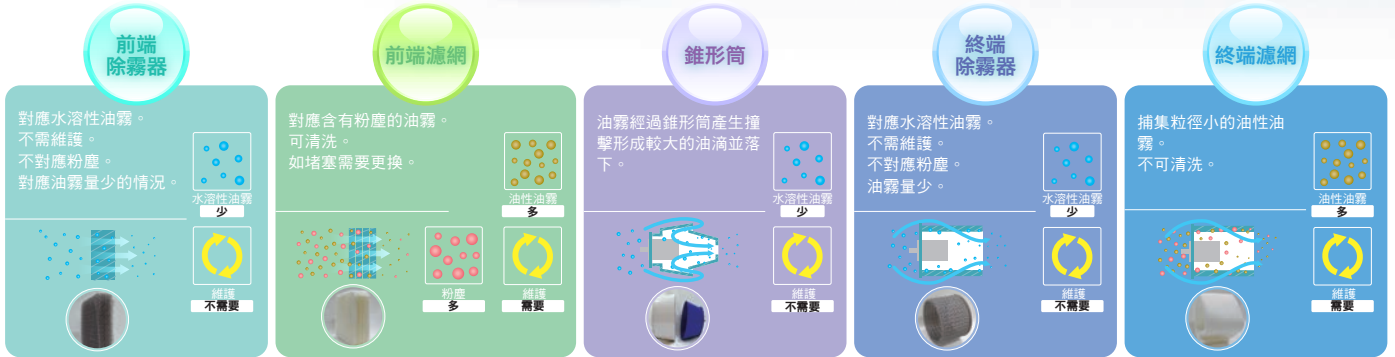 前端
除霧器
對應水溶性油霧。
不需維護。
不對應粉塵。
對應油霧量少的情況。
水溶性油霧
少
維護
不需要
前端濾網
對應含有粉塵的油霧。
可清洗。
如堵塞需要更換。
油性油霧
多
粉塵
多
維護
需要
錐形筒
油霧經過錐形筒產生撞
擊形成較大的油滴並落
下。
水溶性油霧
少
維護
不需要
終端
除霧器
對應水溶性油霧。
不需維護。
不對應粉塵。
油霧量少。
水溶性油霧
少
維護
不需要
終端濾網
捕集粒徑小的油性油
霧。
不可清洗。
油性油霧
多
維護
需要